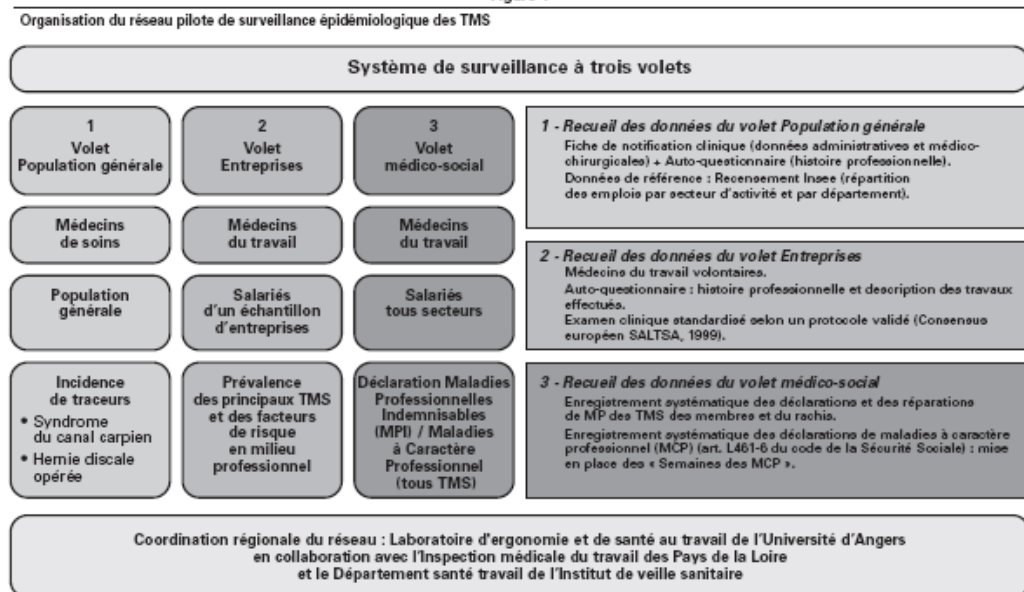 Organisation du réseau pilote de surveillance épidémiologique des TMS
Système de surveillance à trois volets
1
Volet
Population générale
2
Volet
Entreprises
3
Volet
médico-social
Médecins
de soins
Médecins
du travail
Médecins
du travail
Population
générale
Salariés
d'un échantillon
d'entreprises
Salariés
tous secteurs
Incidence
de traceurs
• Syndrome
du canal carpien
• Hernie discale
opérée
Prévalence
des principaux TMS
et des facteurs
de risque
en milieu
professionnel
Déclaration Maladies
Professionnelles
Indemnisables
(MPI) / Maladies
à Caractère
Professionnel
(tous TMS)
1 - Recueil des données du volet Population générale
Fiche de notification clinique (données administratives et médico-
chirurgicales) + Auto-questionnaire (histoire professionnelle).
Données de référence : Recensement Insee (répartition
des emplois par secteur d'activité et par département).
2 - Recueil des données du volet Entreprises
Médecins du travail volontaires.
Auto-questionnaire : histoire professionnelle et description des travaux
effectués.
Examen clinique standardisé selon un protocole validé (Consensus
européen SALTSA, 1999).
3 - Recueil des données du volet médico-social
Enregistrement systématique des déclarations et des réparations
de MP des TMS des membres et du rachis.
Enregistrement systématique des déclarations de maladies à caractère
professionnel (MCP) (art. L461-6 du code de la Sécurité Sociale) : mise
en place des « Semaines des MCP ».
Coordination régionale du réseau : Laboratoire d'ergonomie et de santé au travail de l'Université d'Angers
en collaboration avec l'Inspection médicale du travail des Pays de la Loire
et le Département santé travail de l'Institut de veille sanitaire